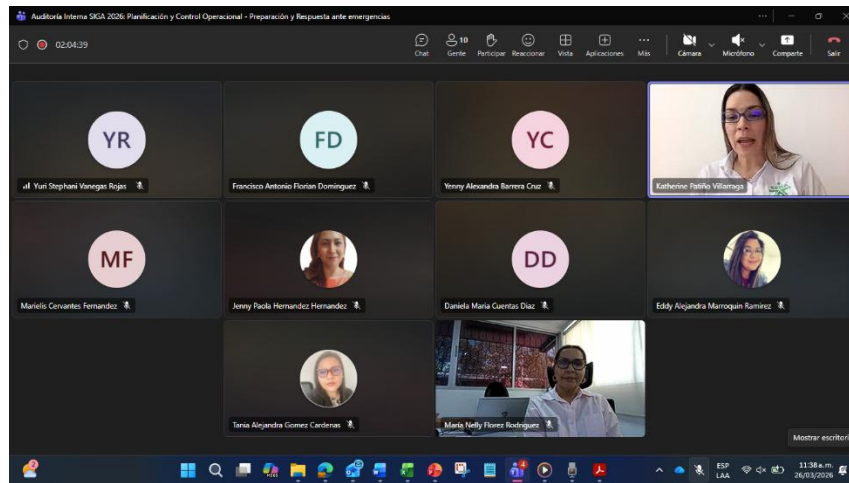 Auditoría Interna SIGA 2026: Planificación y Control Operacional - Preparación y Respuesta ante emergencias
02:04:39
Chat
10
Gente
Participar
Reaccionar
Vista
Aplicaciones
Más
Cámara
Micrófono
Comparte
Salir
YR
Yuri Stephani Vanegas Rojas
FD
Francisco Antonio Florian Dominguez
YC
Yenny Alexandra Barrera Cruz
Katherine Patiño Villarraga
MF
Marielis Cervantes Fernandez
Jenny Paola Hernandez Hernandez
DD
Daniela Maria Cuentas Diaz
Eddy Alejandra Marroquin Ramirez
Tania Alejandra Gomez Cardenas
María Nelly Florez Rodriguez
Mostrar escritori
ESP
LAA
11:38 a. m.
26/03/2026